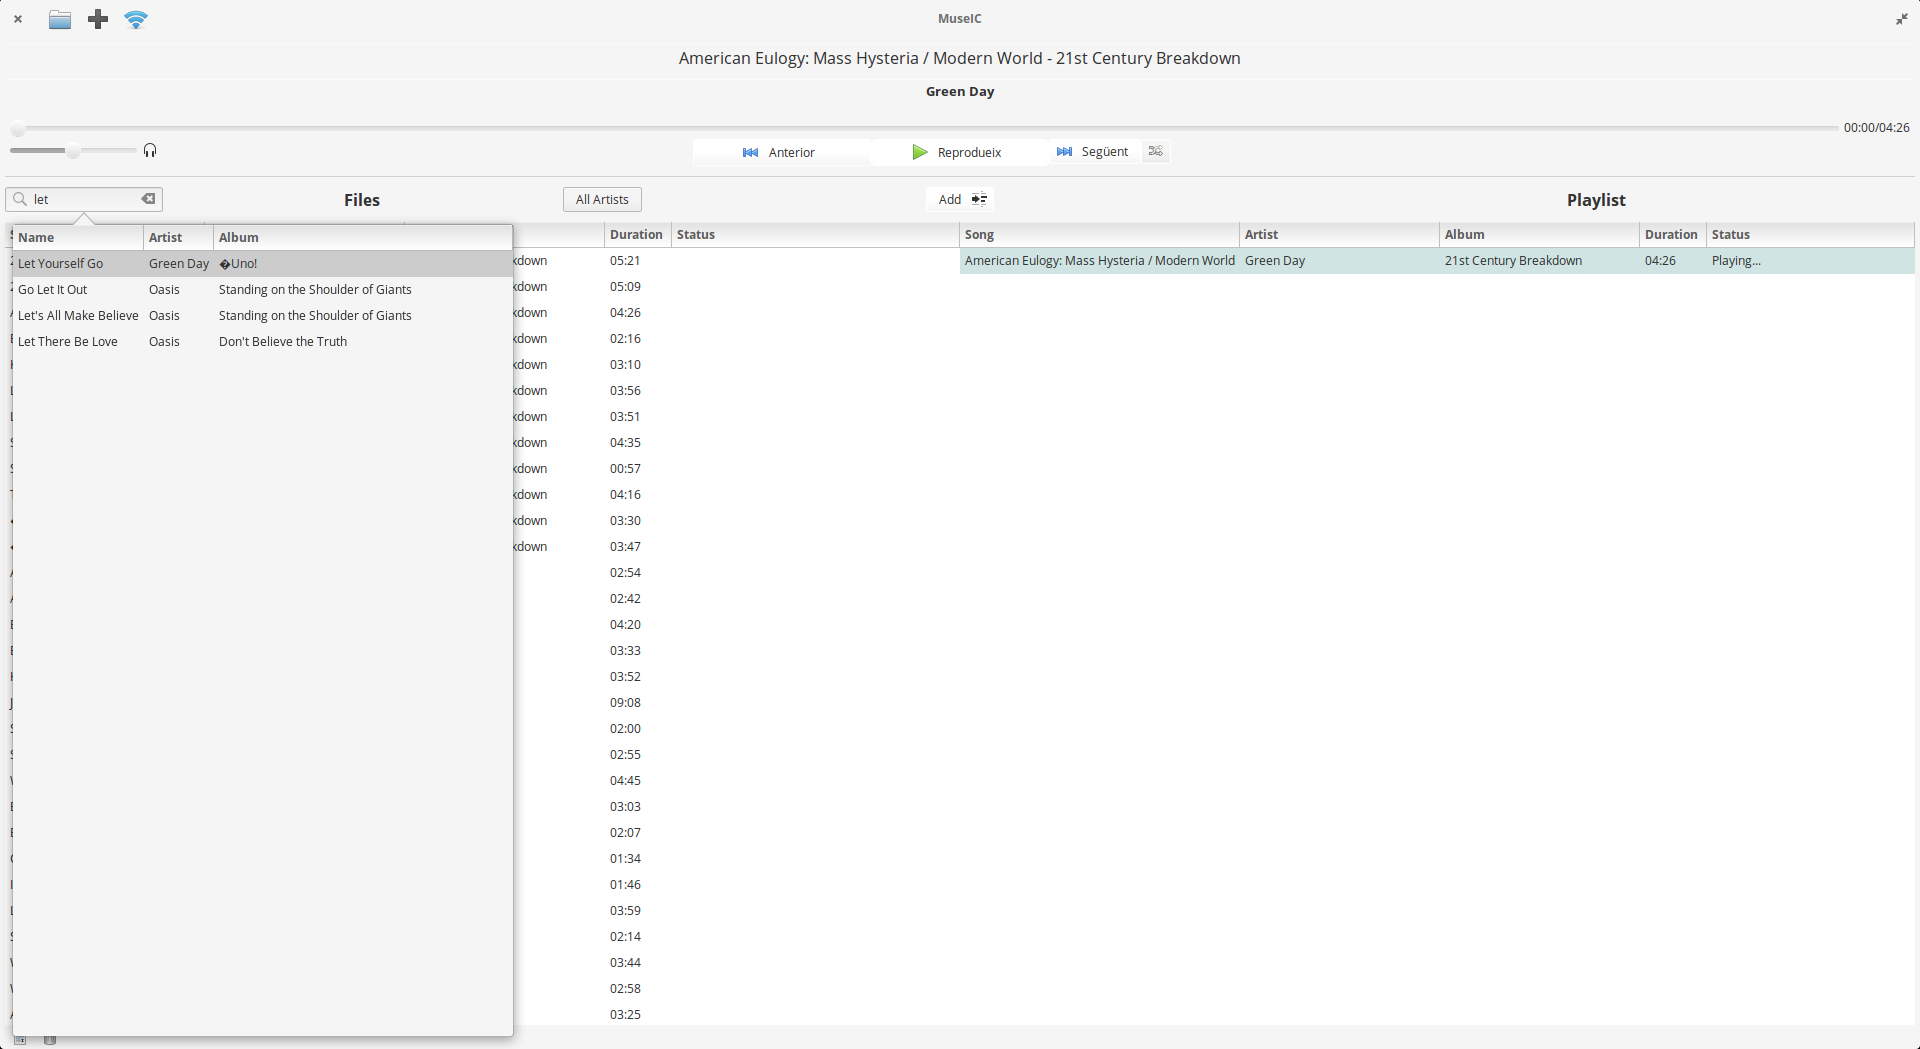 MuseIC
American Eulogy: Mass Hysteria / Modern World - 21st Century Breakdown
Green Day
00:00/04:26
Anterior Reprodueix Següent
let Files All Artists Add Playlist
Name Artist Album
Let Yourself Go Green Day �Uno!
Go Let It Out Oasis Standing on the Shoulder of Giants
Let's All Make Believe Oasis Standing on the Shoulder of Giants
Let There Be Love Oasis Don't Believe the Truth
Duration Status
kdown 05:21
kdown 05:09
kdown 04:26
kdown 02:16
kdown 03:10
kdown 03:56
kdown 03:51
kdown 04:35
kdown 00:57
kdown 04:16
kdown 03:30
kdown 03:47
02:54
02:42
04:20
03:33
03:52
09:08
02:00
02:55
04:45
03:03
02:07
01:34
01:46
03:59
02:14
03:44
02:58
03:25
Song Artist Album Duration Status
American Eulogy: Mass Hysteria / Modern World Green Day 21st Century Breakdown 04:26 Playing...